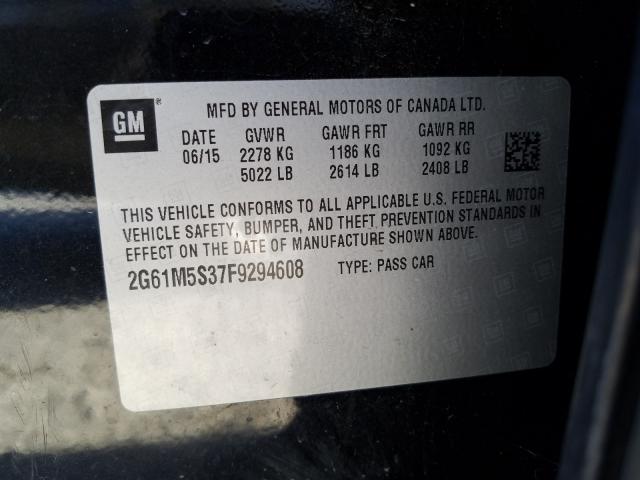 GM
MFD BY GENERAL MOTORS OF CANADA LTD.
DATE GVWR GAWR FRT GAWR RR
06/15 2278 KG 1186 KG 1092 KG
5022 LB 2614 LB 2408 LB
THIS VEHICLE CONFORMS TO ALL APPLICABLE U.S. FEDERAL MOTOR
VEHICLE SAFETY, BUMPER, AND THEFT PREVENTION STANDARDS IN
EFFECT ON THE DATE OF MANUFACTURE SHOWN ABOVE.
2G61M5S37F9294608 TYPE: PASS CAR